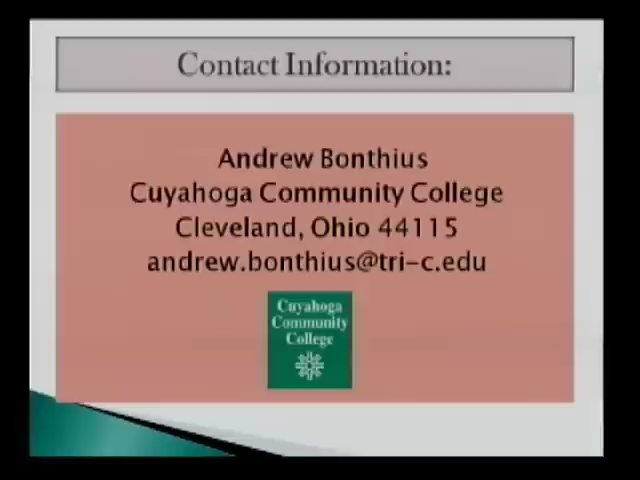 Contact Information:
Andrew Bonthius
Cuyahoga Community College
Cleveland, Ohio 44115
andrew.bonthius@tri-c.edu
Cuyahoga
Community
College